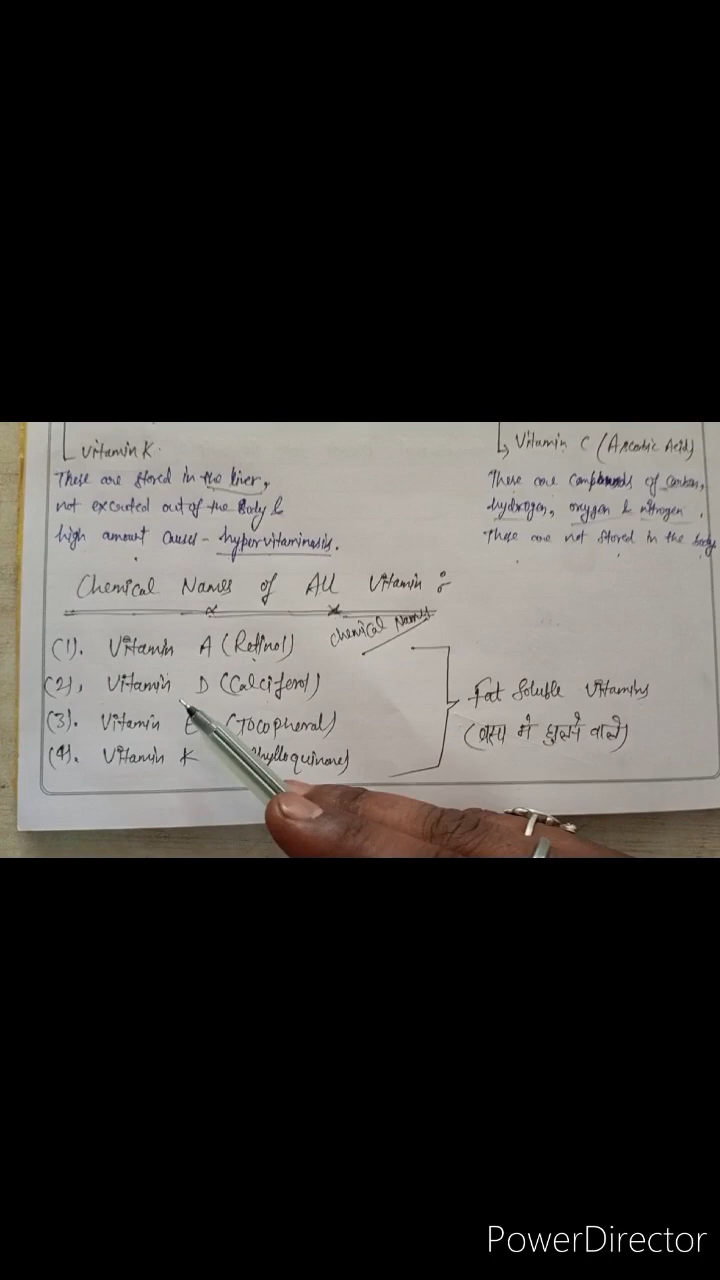 Vitamin K.
These are stored in the liver,
not excreted out of the body &
high amount causes - hypervitaminosis.
Vitamin C (Ascorbic Acid)
These are compounds of carbon,
hydrogen, oxygen & nitrogen.
These are not stored in the body
Chemical Names of All Vitamin :-
Chemical Names
(1). Vitamin A (Retinol)
(2), Vitamin D (Calciferol)
(3). Vitamin E (Tocopheral)
(4). Vitamin K hylloquinone)
Fat Soluble Vitamins
(वसा में घुलने वाले)
PowerDirector